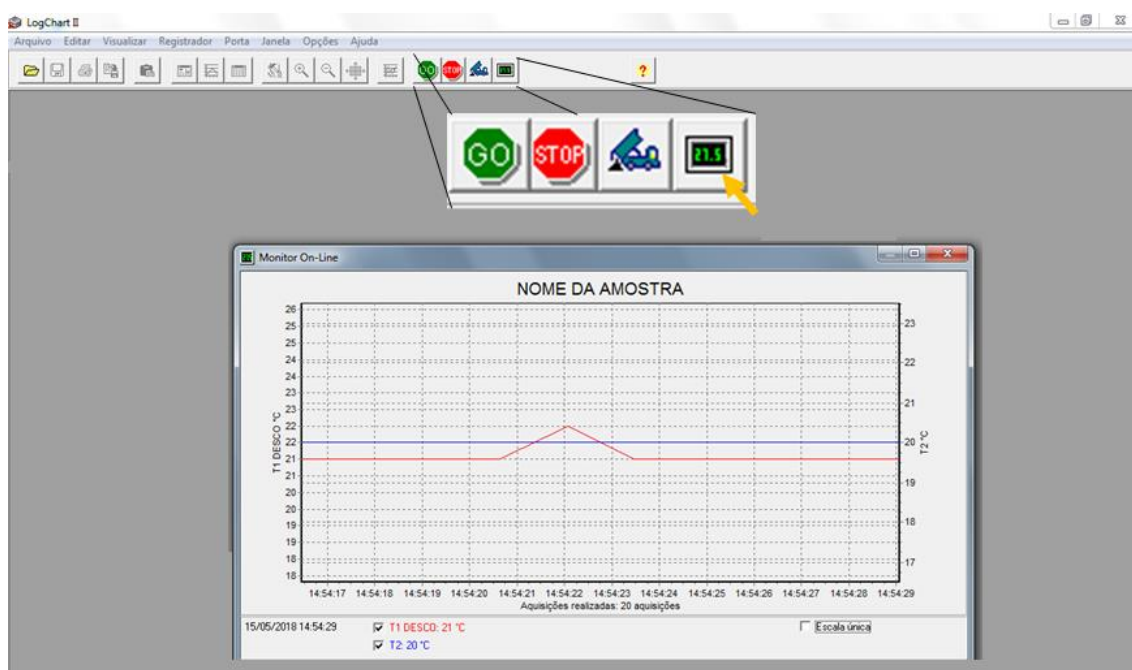 LogChart II
Arquivo Editar Visualizar Registrador Porta Janela Opções Ajuda
GO STOP ?
GO STOP 27.5
Monitor On-Line
NOME DA AMOSTRA
26
25
25
24
24
23
23
22
22
21
21
20
20
19
19
18
18
T1 DESCO °C
23
22
21
20
19
18
17
T2 °C
14:54:17 14:54:18 14:54:19 14:54:20 14:54:21 14:54:22 14:54:23 14:54:24 14:54:25 14:54:26 14:54:27 14:54:28 14:54:29
Aquisições realizadas: 20 aquisições
15/05/2018 14:54:29 T1 DESCO: 21 °C Escala única
T2: 20 °C